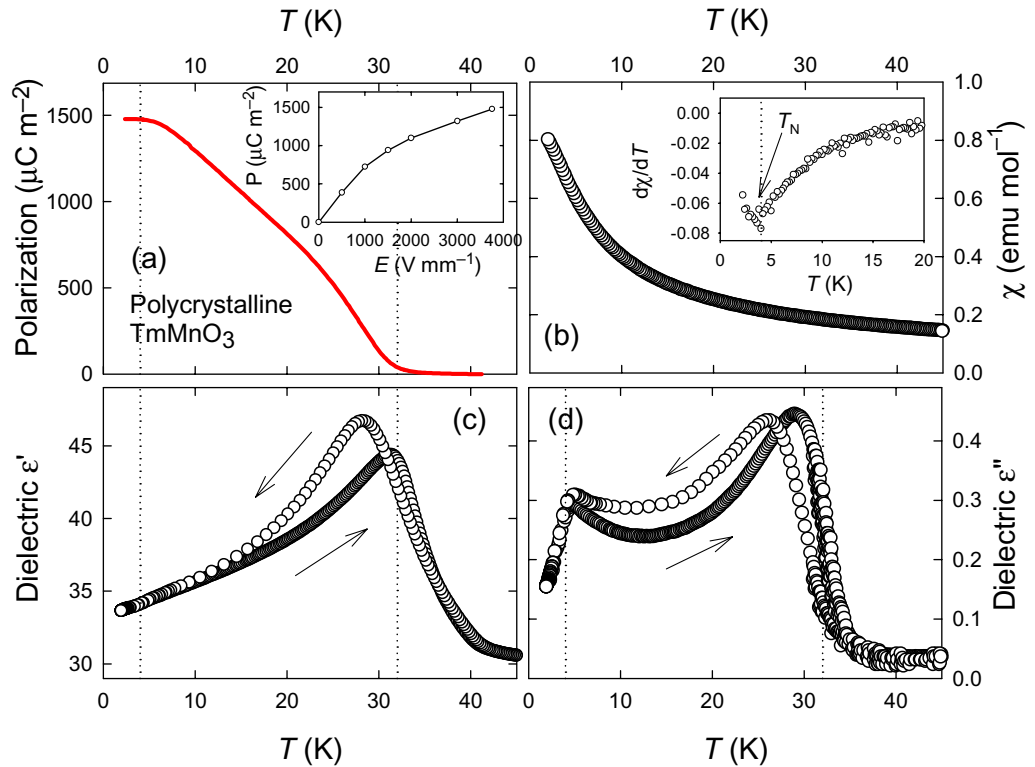 T (K)
T (K)
0 10 20 30 40
0 10 20 30 40
Polarization (μC m⁻²)
1500
1000
500
0
(a)
Polycrystalline
TmMnO₃
P (μC m⁻²)
1500
1000
500
0
0 1000 2000 3000 4000
E (V mm⁻¹)
(b)
dχ/dT
0.00
-0.02
-0.04
-0.06
-0.08
T_N
0 5 10 15 20
T (K)
1.0
0.8
0.6
0.4
0.2
0.0
χ (emu mol⁻¹)
Dielectric ε'
45
40
35
30
(c)
0 10 20 30
T (K)
(d)
0.4
0.3
0.2
0.1
0.0
Dielectric ε''
0 10 20 30 40
T (K)